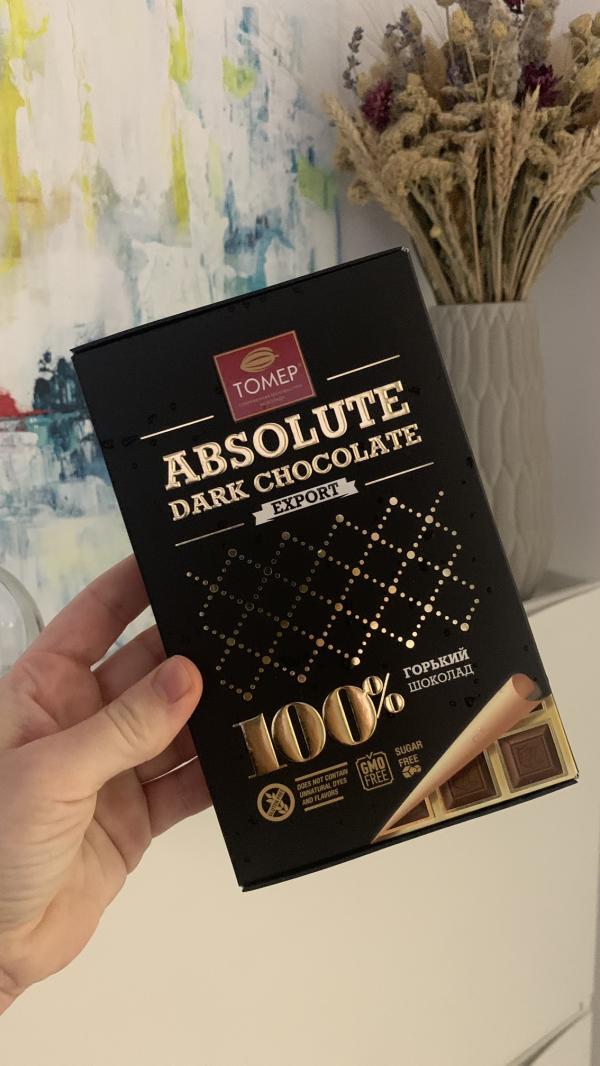 ТОМЕР
ABSOLUTE
DARK CHOCOLATE
EXPORT
100%
ГОРЬКИЙ
ШОКОЛАД
DOES NOT CONTAIN
UNNATURAL DYES
AND FLAVORS
GMO
FREE
SUGAR
FREE